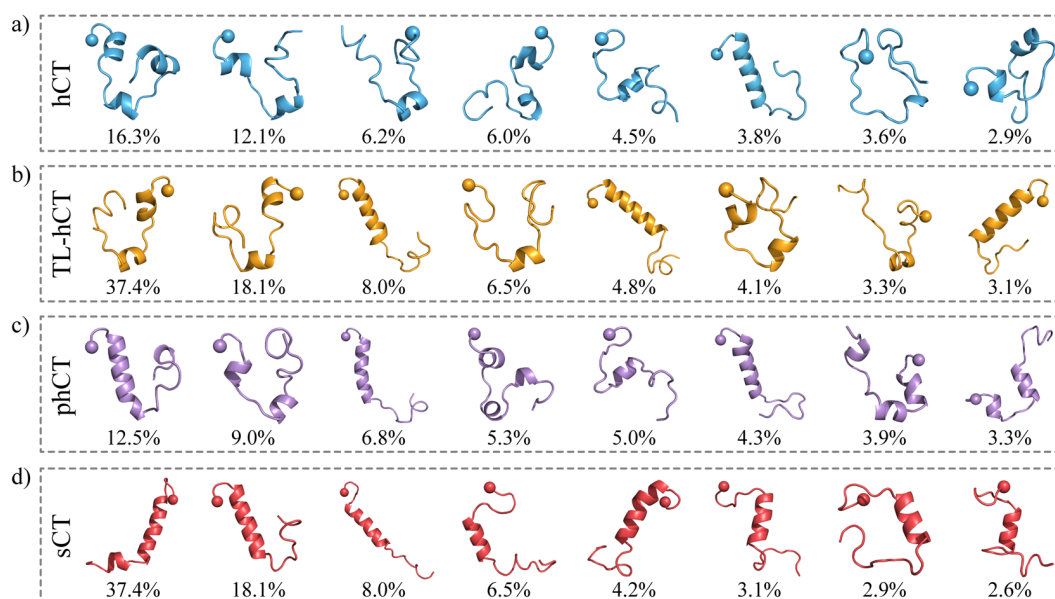 a)
hCT
16.3% 12.1% 6.2% 6.0% 4.5% 3.8% 3.6% 2.9%
b)
TL-hCT
37.4% 18.1% 8.0% 6.5% 4.8% 4.1% 3.3% 3.1%
c)
phCT
12.5% 9.0% 6.8% 5.3% 5.0% 4.3% 3.9% 3.3%
d)
sCT
37.4% 18.1% 8.0% 6.5% 4.2% 3.1% 2.9% 2.6%